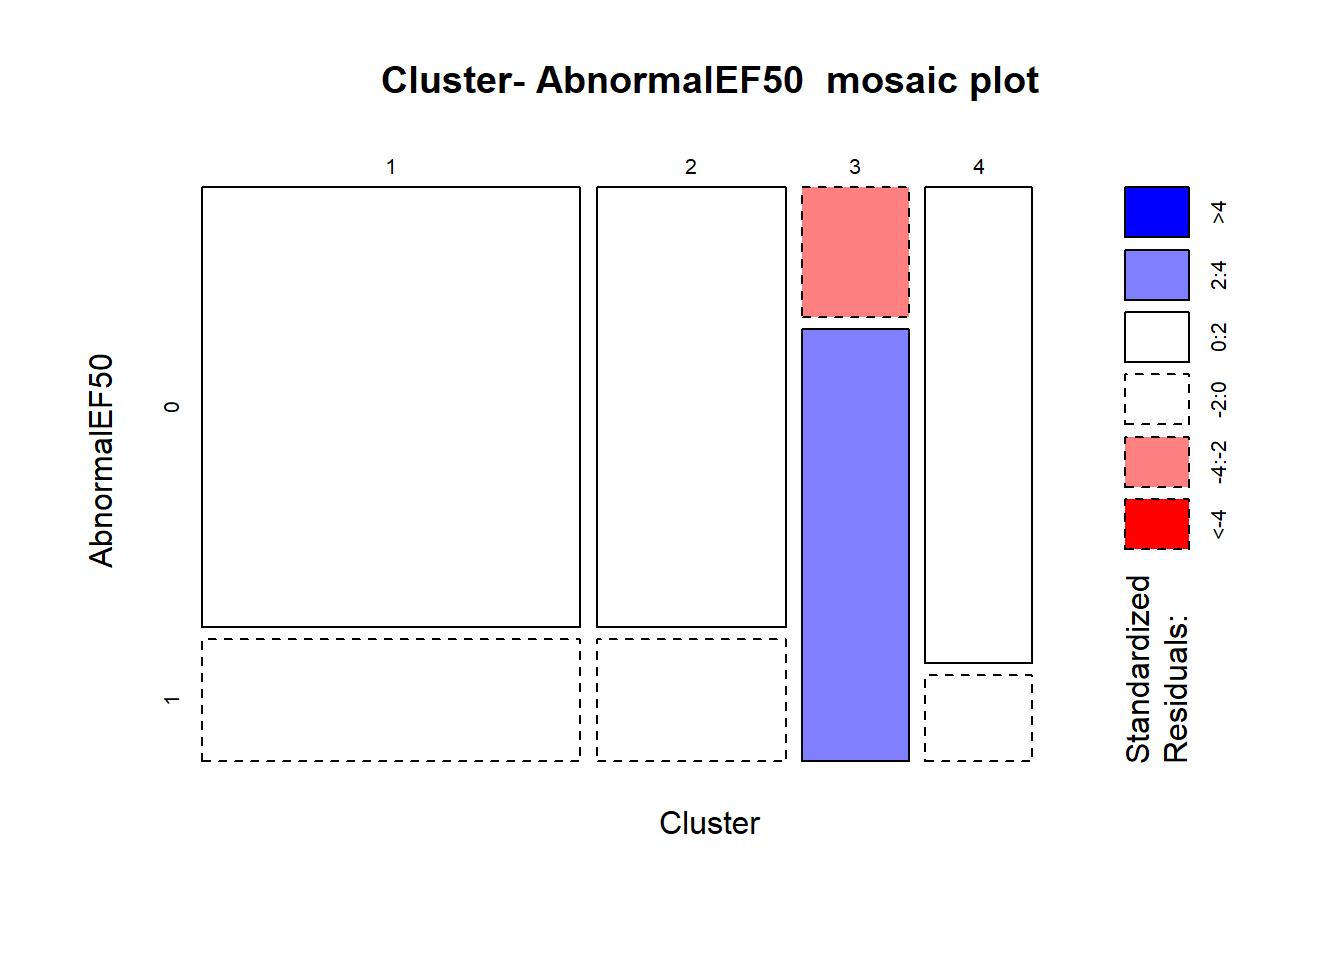 Cluster- AbnormalEF50  mosaic plot
1 2 3 4
AbnormalEF50
0
1
Cluster
>4
2:4
0:2
-2:0
-4:-2
<-4
Standardized
Residuals: